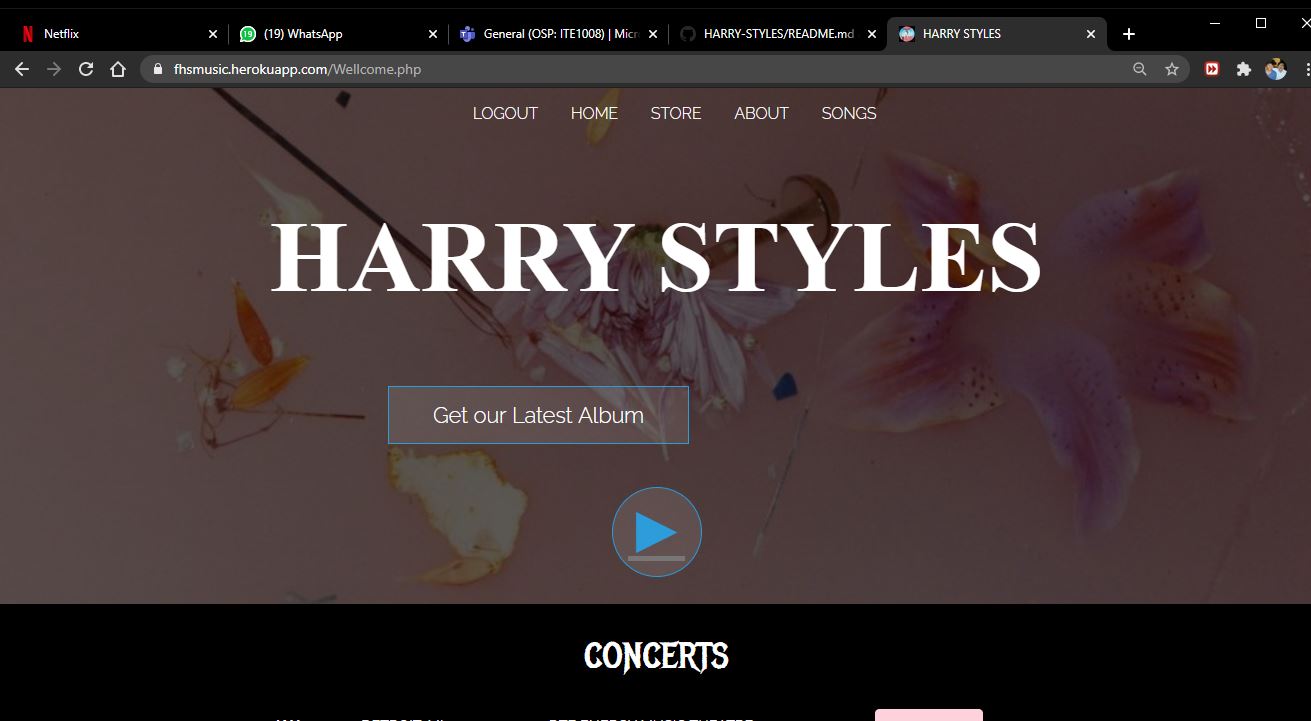 Netflix
(19) WhatsApp
General (OSP: ITE1008) | Micr
HARRY-STYLES/README.md
HARRY STYLES
fhsmusic.herokuapp.com/Wellcome.php
LOGOUT HOME STORE ABOUT SONGS
HARRY STYLES
Get our Latest Album
CONCERTS